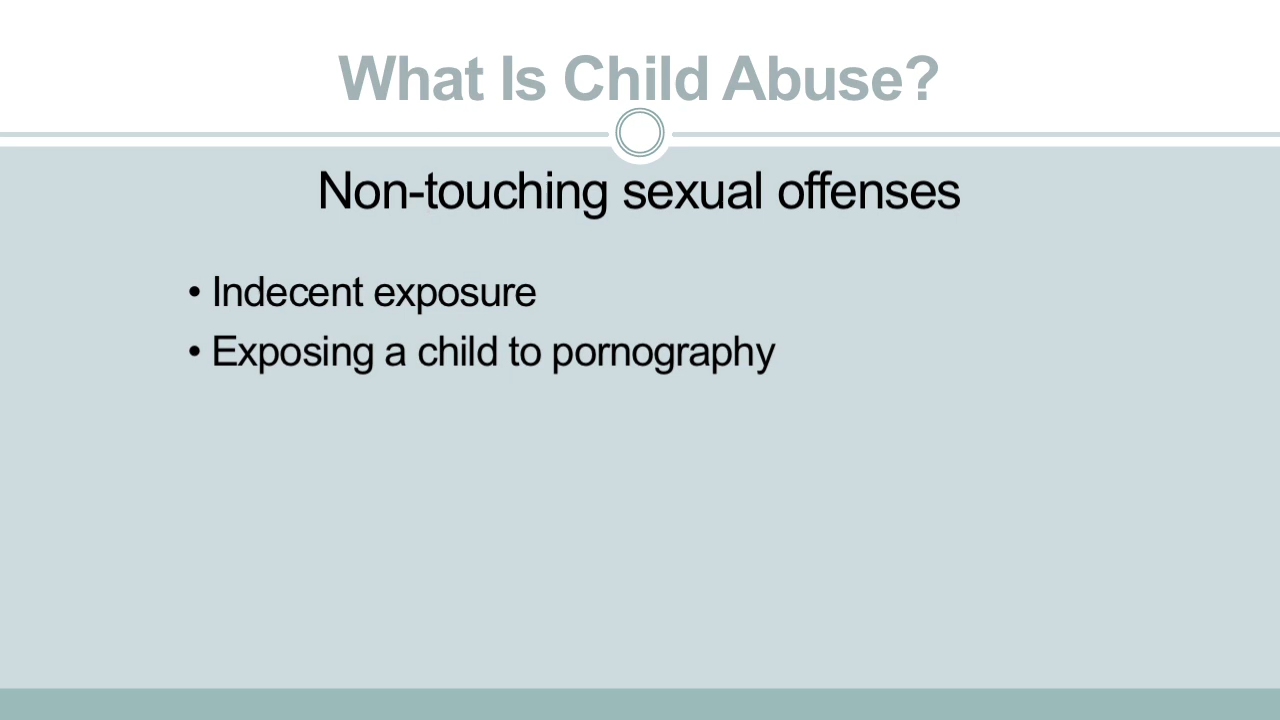 What Is Child Abuse?
Non-touching sexual offenses
• Indecent exposure
• Exposing a child to pornography